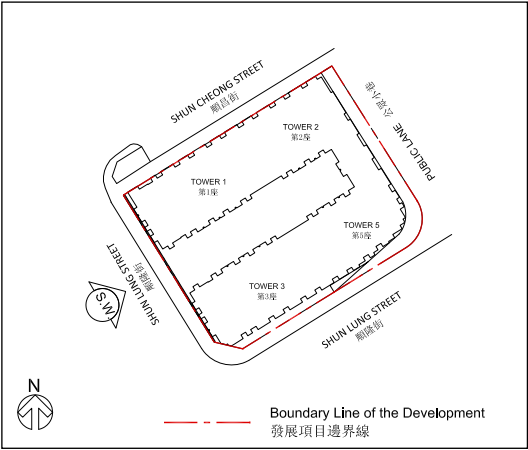 SHUN CHEONG STREET
順昌街
TOWER 2
第2座
公眾小巷
PUBLIC LANE
TOWER 1
第1座
TOWER 5
第5座
SHUN LUNG STREET
順隆街
TOWER 3
第3座
S.W.
SHUN LUNG STREET
順隆街
N
Boundary Line of the Development
發展項目邊界線